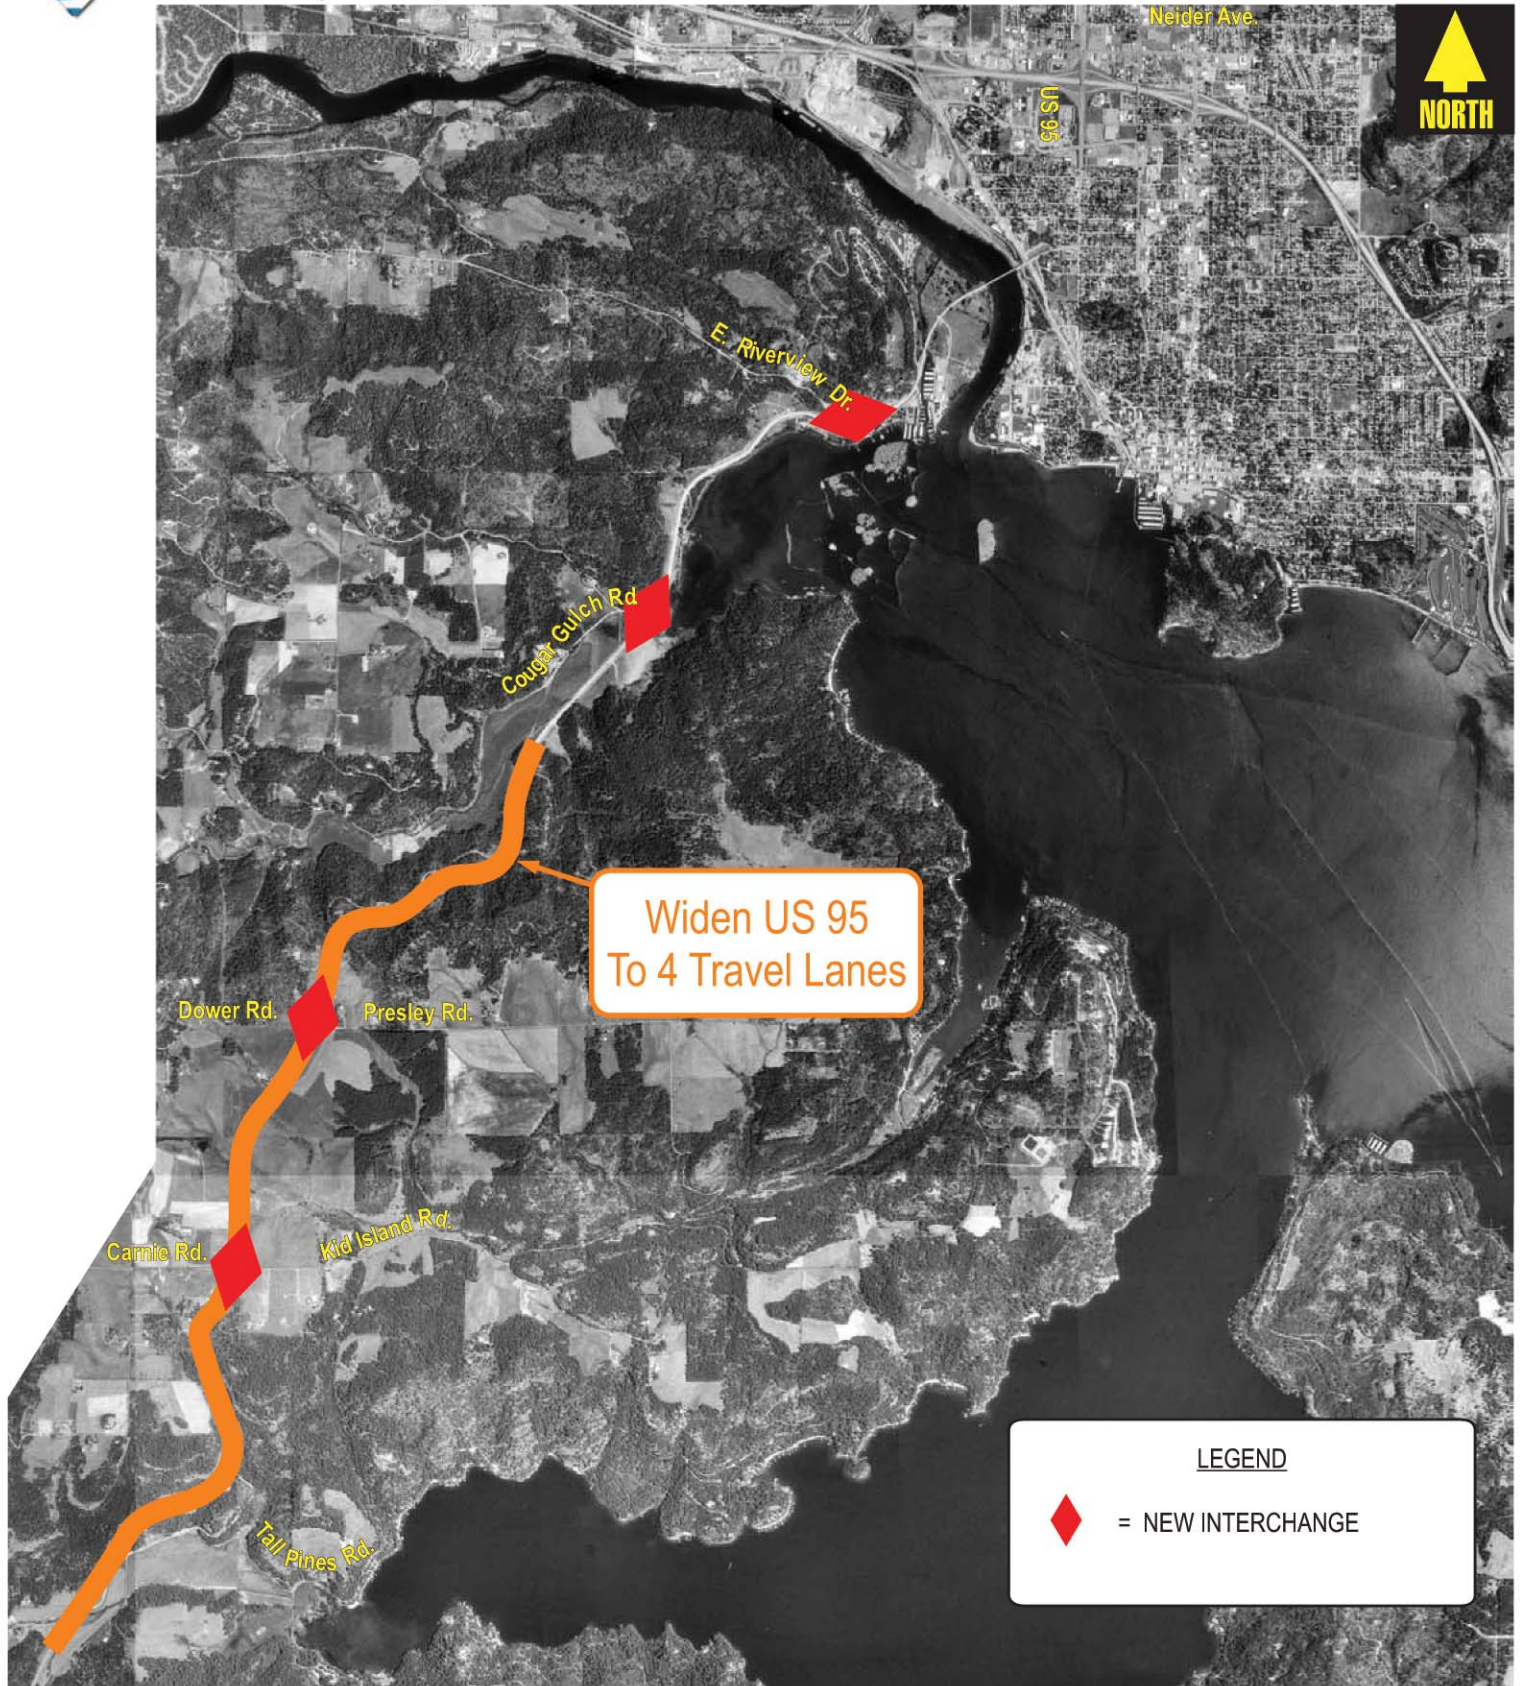 Neider Ave.
NORTH
US 95
E. Riverview Dr.
Cougar Gulch Rd
Widen US 95
To 4 Travel Lanes
Dower Rd.
Presley Rd.
Carnie Rd.
Kid Island Rd.
Tall Pines Rd.
LEGEND
= NEW INTERCHANGE